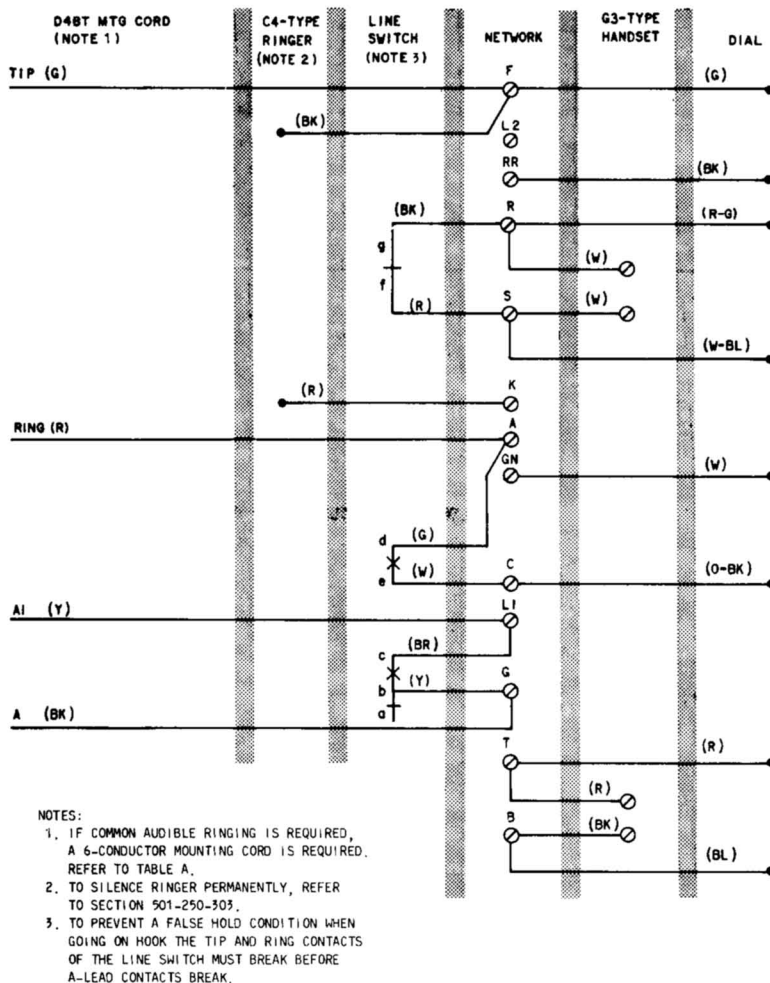 D4BT MTG CORD
(NOTE 1)
C4-TYPE
RINGER
(NOTE 2)
LINE
SWITCH
(NOTE 3)
NETWORK
G3-TYPE
HANDSET
DIAL
TIP (G)
F
(G)
(BK)
L2
RR
(BK)
(BK)
R
(R-G)
g
(W)
f
(R)
S
(W)
(W-BL)
(R)
K
RING (R)
A
GN
(W)
d
(G)
e
(W)
C
(O-BK)
A1 (Y)
L1
c
(BR)
b
(Y)
G
a
A (BK)
T
(R)
(R)
B
(BK)
(BL)
NOTES:
1. IF COMMON AUDIBLE RINGING IS REQUIRED,
A 6-CONDUCTOR MOUNTING CORD IS REQUIRED.
REFER TO TABLE A.
2. TO SILENCE RINGER PERMANENTLY, REFER
TO SECTION 501-250-303.
3. TO PREVENT A FALSE HOLD CONDITION WHEN
GOING ON HOOK THE TIP AND RING CONTACTS
OF THE LINE SWITCH MUST BREAK BEFORE
A-LEAD CONTACTS BREAK.